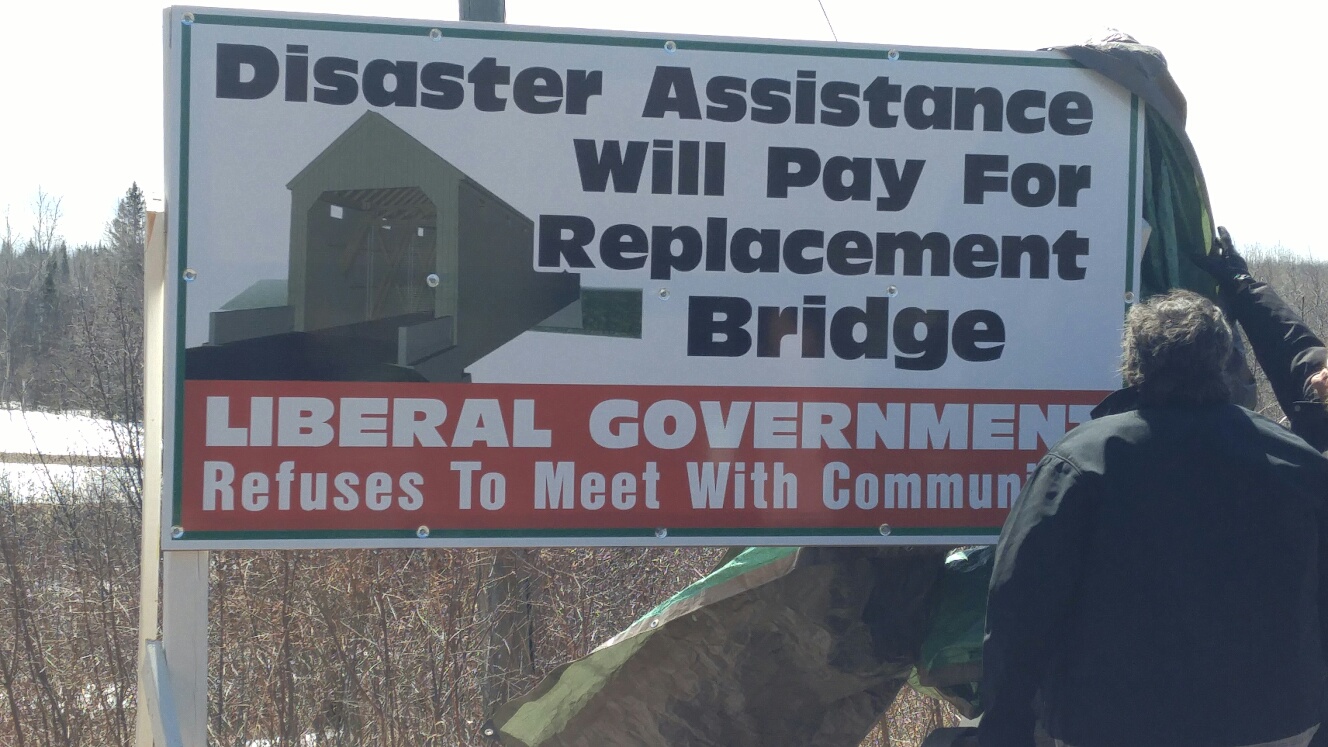 Disaster Assistance
Will Pay For
Replacement
Bridge
LIBERAL GOVERNMENT
Refuses To Meet With